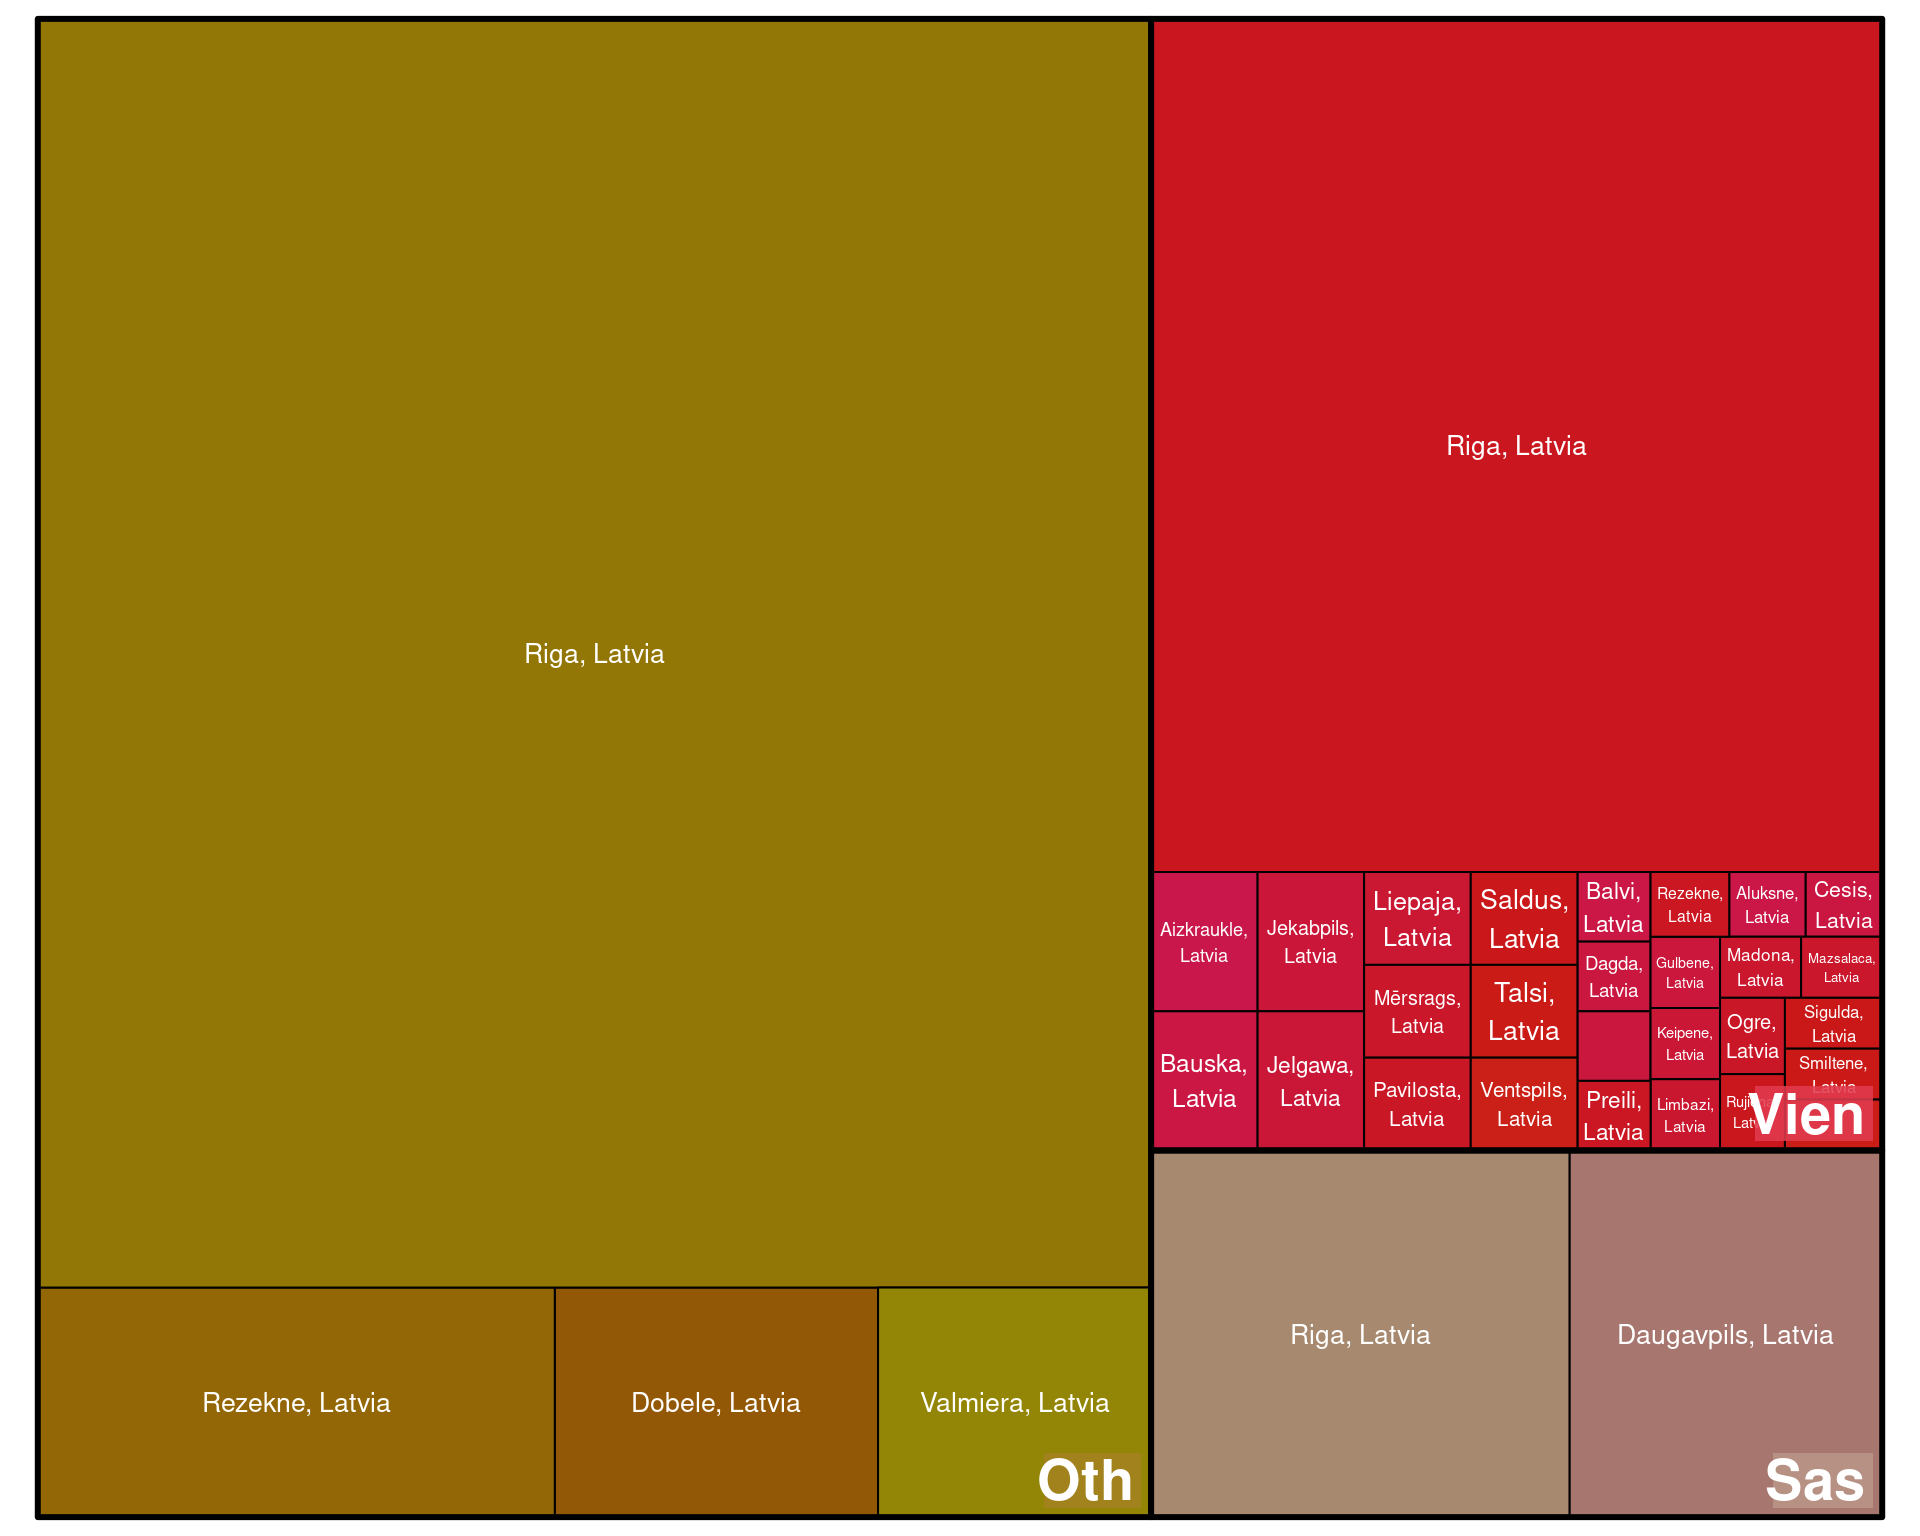 Riga, Latvia
Rezekne, Latvia
Dobele, Latvia
Valmiera, Latvia
Oth
Riga, Latvia
Aizkraukle,
Latvia
Bauska,
Latvia
Jekabpils,
Latvia
Jelgawa,
Latvia
Liepaja,
Latvia
Mērsrags,
Latvia
Pavilosta,
Latvia
Saldus,
Latvia
Talsi,
Latvia
Ventspils,
Latvia
Balvi,
Latvia
Dagda,
Latvia
Preili,
Latvia
Rezekne,
Latvia
Aluksne,
Latvia
Cesis,
Latvia
Gulbene,
Latvia
Keipene,
Latvia
Limbazi,
Latvia
Madona,
Latvia
Mazsalaca,
Latvia
Ogre,
Latvia
Sigulda,
Latvia
Smiltene,
Latvia
Vien
Riga, Latvia
Daugavpils, Latvia
Sas